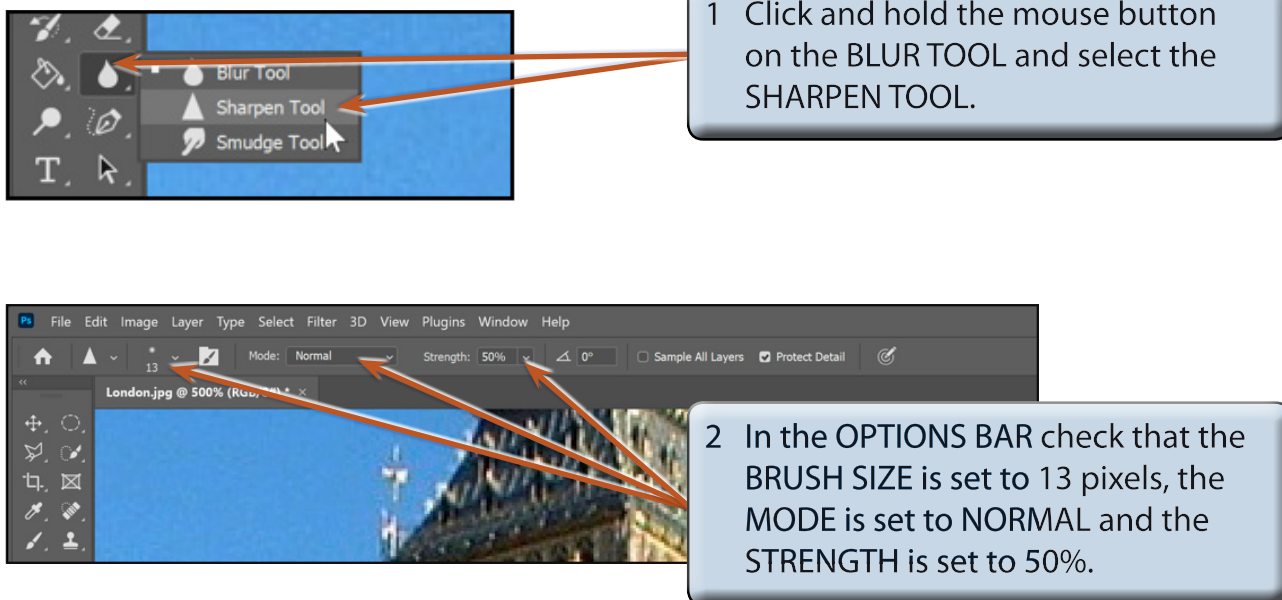 1 Click and hold the mouse button
on the BLUR TOOL and select the
SHARPEN TOOL.
Blur Tool
Sharpen Tool
Smudge Tool
T
Ps File Edit Image Layer Type Select Filter 3D View Plugins Window Help
13 Mode: Normal Strength: 50% 0° Sample All Layers Protect Detail
London.jpg @ 500% (RGB/8*) * ×
2 In the OPTIONS BAR check that the
BRUSH SIZE is set to 13 pixels, the
MODE is set to NORMAL and the
STRENGTH is set to 50%.